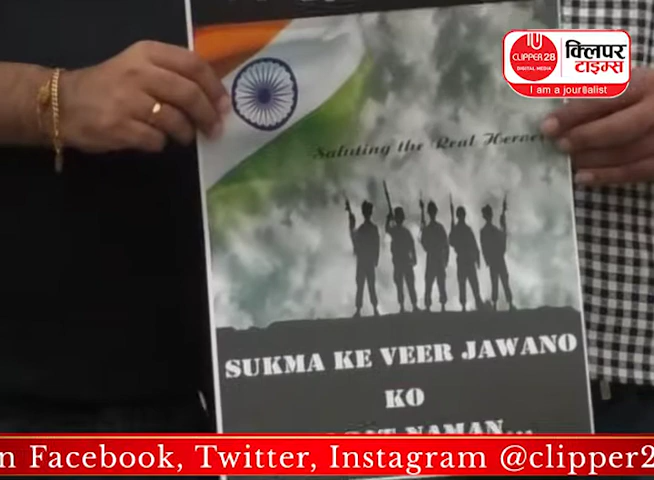 CLIPPER 28
DIGITAL MEDIA
क्लिपर
टाइम्स
I am a journalist
Saluting the Real Heroes
SUKMA KE VEER JAWANO
KO
NAMAN...
n Facebook, Twitter, Instagram @clipper2